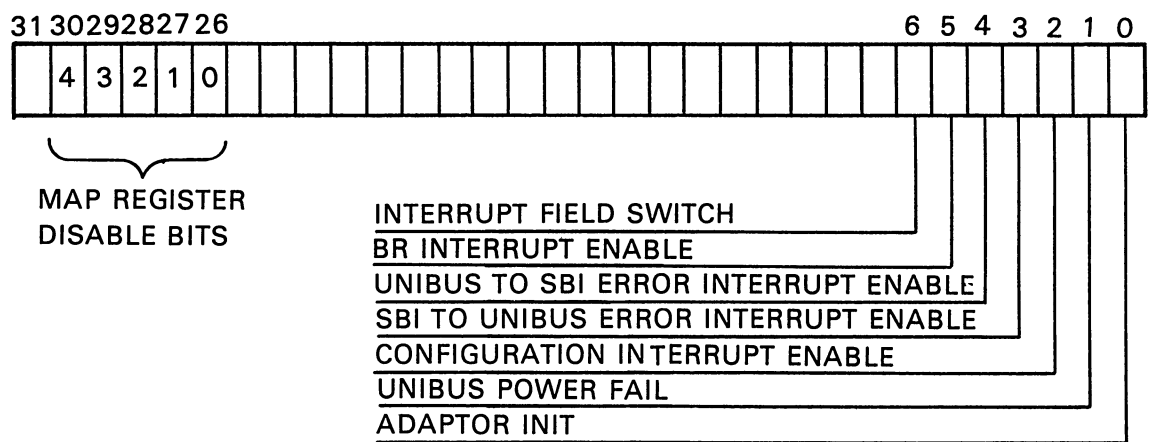 31 30 29 28 27 26 6 5 4 3 2 1 0
4 3 2 1 0
MAP REGISTER
DISABLE BITS
INTERRUPT FIELD SWITCH
BR INTERRUPT ENABLE
UNIBUS TO SBI ERROR INTERRUPT ENABLE
SBI TO UNIBUS ERROR INTERRUPT ENABLE
CONFIGURATION INTERRUPT ENABLE
UNIBUS POWER FAIL
ADAPTOR INIT